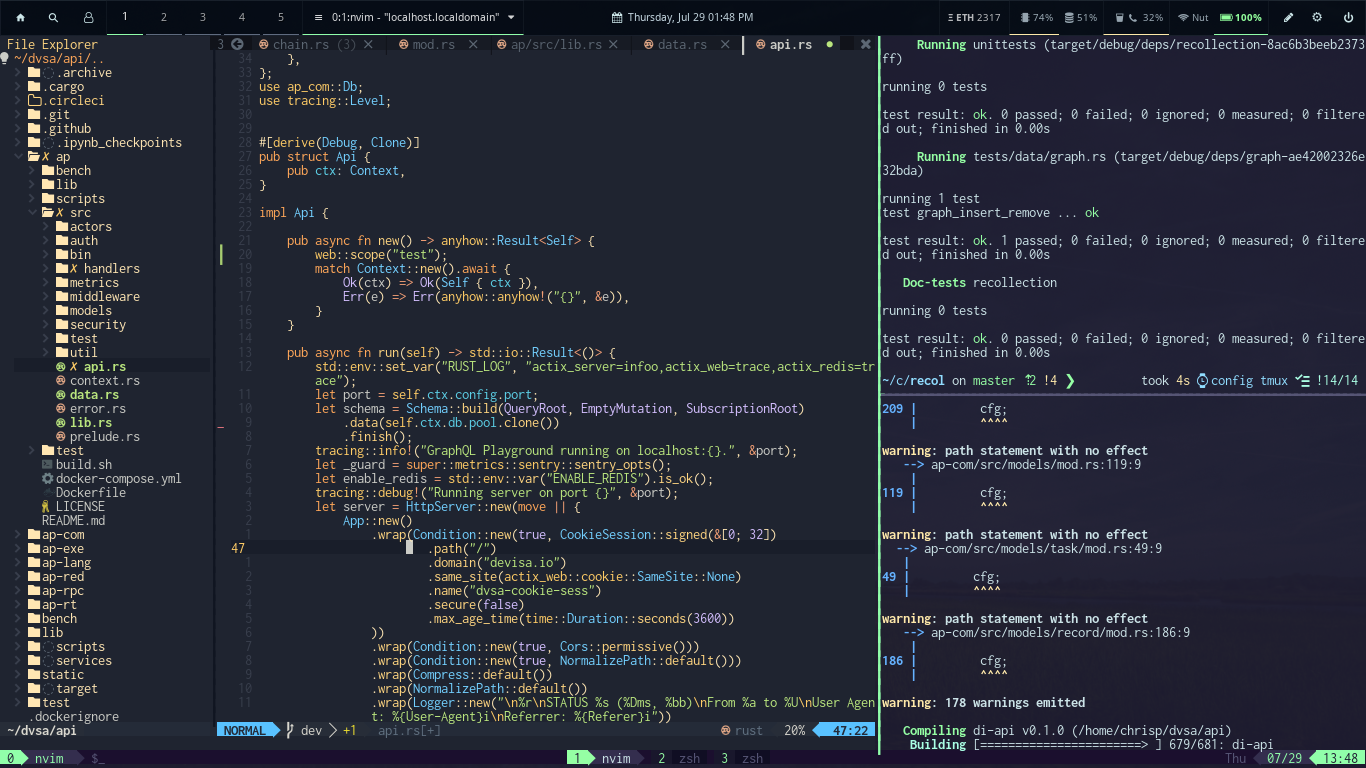 1 2 3 4 5 0:1:nvim - "localhost.localdomain" Thursday, Jul 29 01:48 PM Ξ ETH 2317 74% 51% 32% Nut 100%
File Explorer
~/dvsa/api/..
.archive
.cargo
.circleci
.git
.github
.ipynb_checkpoints
✗ ap
bench
lib
scripts
✗ src
actors
auth
bin
✗ handlers
metrics
middleware
models
security
test
util
✗ api.rs
context.rs
data.rs
error.rs
lib.rs
prelude.rs
test
build.sh
docker-compose.yml
Dockerfile
LICENSE
README.md
ap-com
ap-exe
ap-lang
ap-red
ap-rpc
ap-rt
bench
lib
scripts
services
static
target
test
.dockerignore
~/dvsa/api
3 chain.rs (3) ✕ mod.rs ✕ ap/src/lib.rs ✕ data.rs ✕ api.rs ●
34 },
33 };
32 use ap_com::Db;
31 use tracing::Level;
30
29
28 #[derive(Debug, Clone)]
27 pub struct Api {
26 pub ctx: Context,
25 }
24
23 impl Api {
22
21 pub async fn new() -> anyhow::Result<Self> {
20 web::scope("test");
19 match Context::new().await {
18 Ok(ctx) => Ok(Self { ctx }),
17 Err(e) => Err(anyhow::anyhow!("{}", &e)),
16 }
15 }
14
13 pub async fn run(self) -> std::io::Result<()> {
12 std::env::set_var("RUST_LOG", "actix_server=infoo,actix_web=trace,actix_redis=tr
ace");
11 let port = self.ctx.config.port;
10 let schema = Schema::build(QueryRoot, EmptyMutation, SubscriptionRoot)
9 .data(self.ctx.db.pool.clone())
8 .finish();
7 tracing::info!("GraphQL Playground running on localhost:{}.", &port);
6 let _guard = super::metrics::sentry::sentry_opts();
5 let enable_redis = std::env::var("ENABLE_REDIS").is_ok();
4 tracing::debug!("Running server on port {}", &port);
3 let server = HttpServer::new(move || {
2 App::new()
1 .wrap(Condition::new(true, CookieSession::signed(&[0; 32])
47 .path("/")
1 .domain("devisa.io")
2 .same_site(actix_web::cookie::SameSite::None)
3 .name("dvsa-cookie-sess")
4 .secure(false)
5 .max_age_time(time::Duration::seconds(3600))
6 ))
7 .wrap(Condition::new(true, Cors::permissive()))
8 .wrap(Condition::new(true, NormalizePath::default()))
9 .wrap(Compress::default())
10 .wrap(NormalizePath::default())
11 .wrap(Logger::new("\n%r\nSTATUS %s (%Dms, %bb)\nFrom %a to %U\nUser Agen
t: %{User-Agent}i\nReferrer: %{Referer}i"))
NORMAL dev +1 api.rs[+] rust 20% 47:22
Running unittests (target/debug/deps/recollection-8ac6b3beeb2373
ff)
running 0 tests
test result: ok. 0 passed; 0 failed; 0 ignored; 0 measured; 0 filtere
d out; finished in 0.00s
Running tests/data/graph.rs (target/debug/deps/graph-ae42002326e
32bda)
running 1 test
test graph_insert_remove ... ok
test result: ok. 1 passed; 0 failed; 0 ignored; 0 measured; 0 filtere
d out; finished in 0.00s
Doc-tests recollection
running 0 tests
test result: ok. 0 passed; 0 failed; 0 ignored; 0 measured; 0 filtere
d out; finished in 0.00s
~/c/recol on master ⇡2 !4 ❯ took 4s config tmux !14/14
209 | cfg;
| ^^^^
warning: path statement with no effect
--> ap-com/src/models/mod.rs:119:9
|
119 | cfg;
| ^^^^
warning: path statement with no effect
--> ap-com/src/models/task/mod.rs:49:9
|
49 | cfg;
| ^^^^
warning: path statement with no effect
--> ap-com/src/models/record/mod.rs:186:9
|
186 | cfg;
| ^^^^
warning: 178 warnings emitted
Compiling di-api v0.1.0 (/home/chrisp/dvsa/api)
Building [=======================> ] 679/681: di-api
0 nvim $_ 1 nvim 2 zsh 3 zsh Thu 07/29 13:48